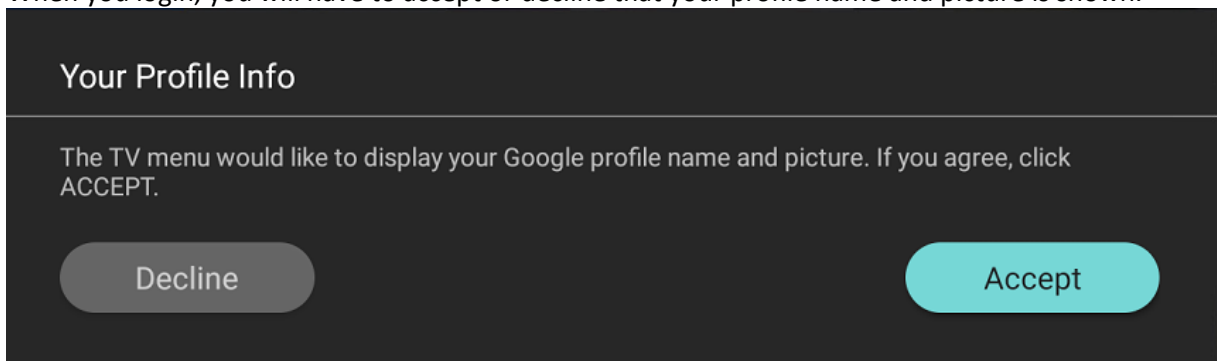 When you login, you will have to accept or decline that your profile name and picture is shown.
Your Profile Info
The TV menu would like to display your Google profile name and picture. If you agree, click
ACCEPT.
Decline
Accept